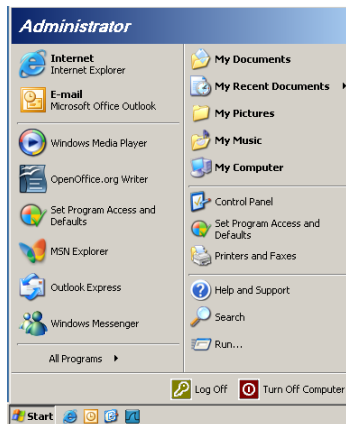 Administrator
Internet
Internet Explorer
E-mail
Microsoft Office Outlook
Windows Media Player
OpenOffice.org Writer
Set Program Access and
Defaults
MSN Explorer
Outlook Express
Windows Messenger
All Programs
My Documents
My Recent Documents
My Pictures
My Music
My Computer
Control Panel
Set Program Access and
Defaults
Printers and Faxes
Help and Support
Search
Run...
Log Off
Turn Off Computer
Start